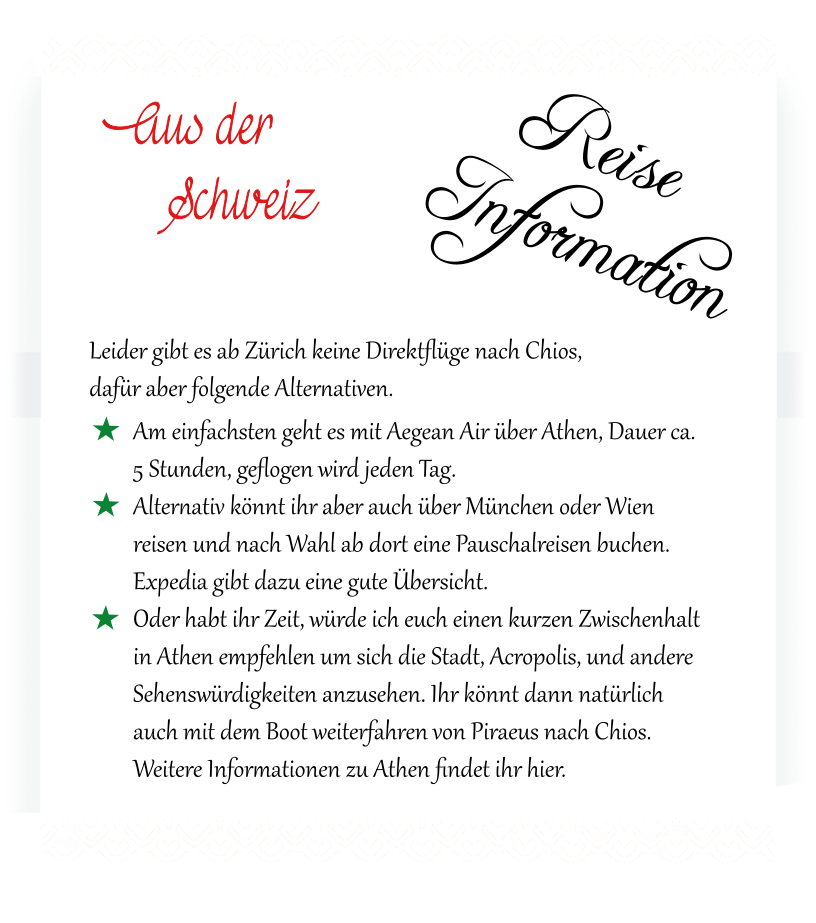 Aus der
Schweiz
Reise
Information
Leider gibt es ab Zürich keine Direktflüge nach Chios,
dafür aber folgende Alternativen.
Am einfachsten geht es mit Aegean Air über Athen, Dauer ca.
5 Stunden, geflogen wird jeden Tag.
Alternativ könnt ihr aber auch über München oder Wien
reisen und nach Wahl ab dort eine Pauschalreisen buchen.
Expedia gibt dazu eine gute Übersicht.
Oder habt ihr Zeit, würde ich euch einen kurzen Zwischenhalt
in Athen empfehlen um sich die Stadt, Acropolis, und andere
Sehenswürdigkeiten anzusehen. Ihr könnt dann natürlich
auch mit dem Boot weiterfahren von Piraeus nach Chios.
Weitere Informationen zu Athen findet ihr hier.